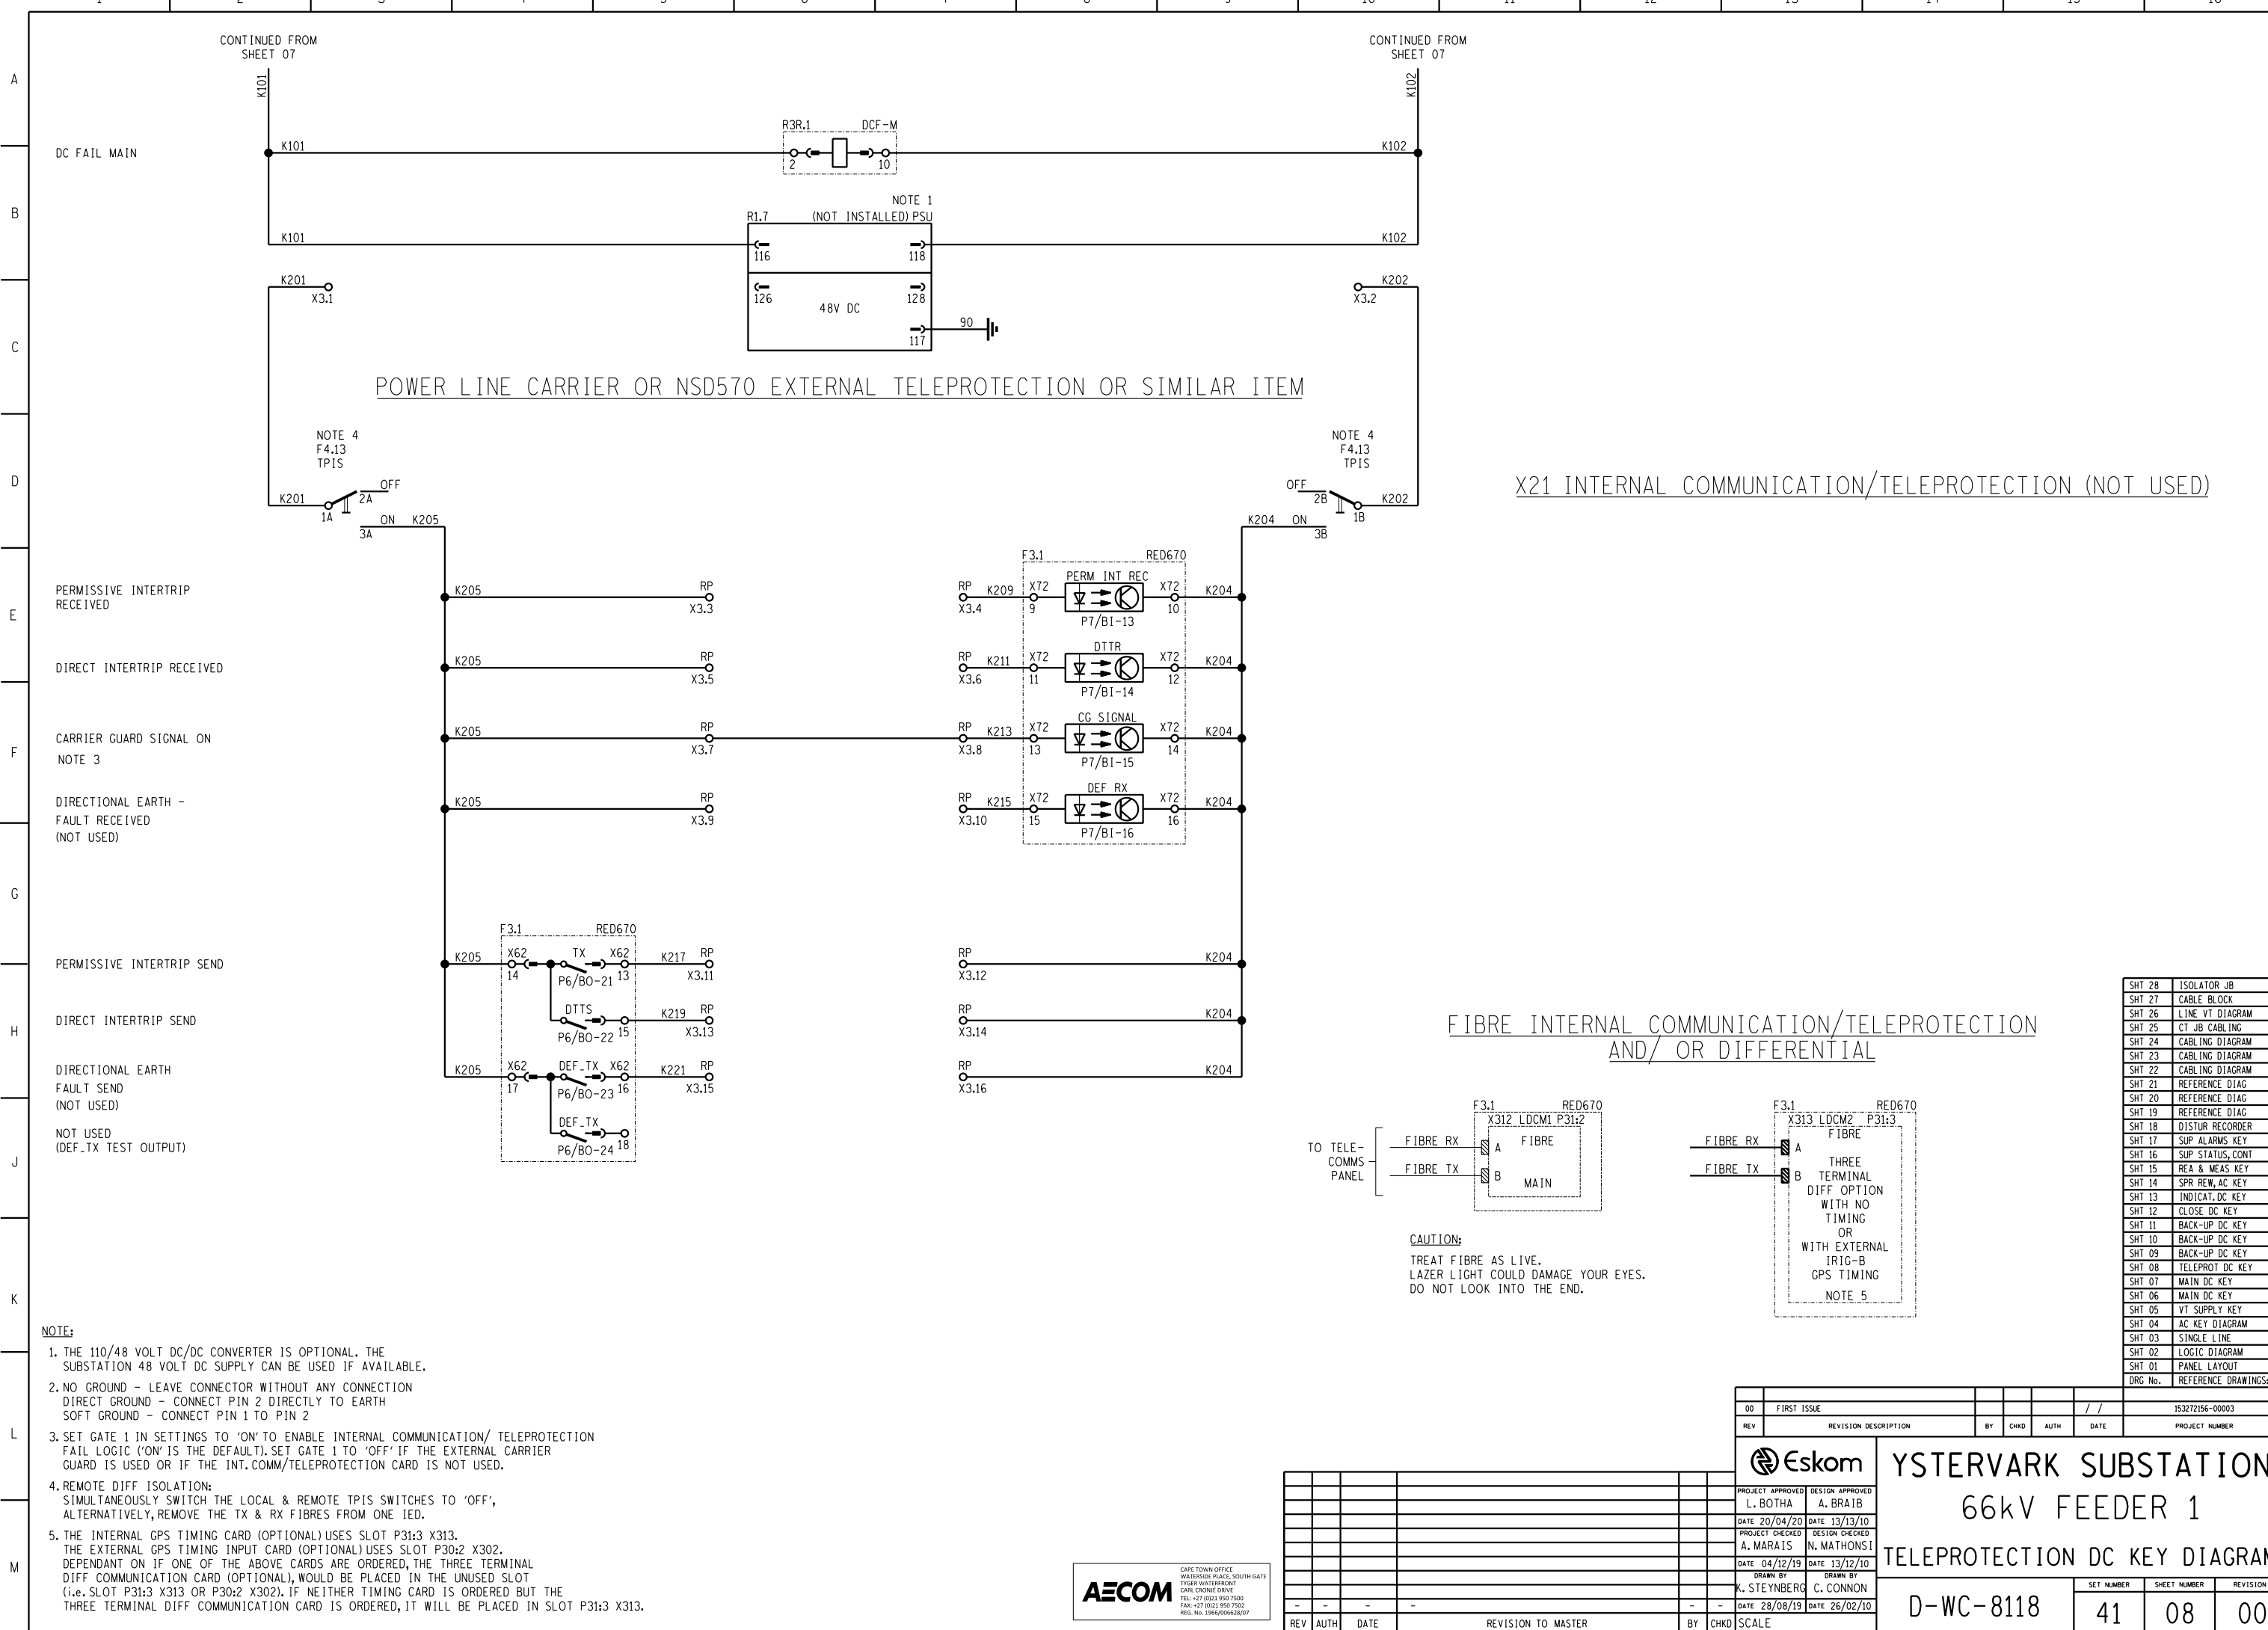 CONTINUED FROM
SHEET 07
CONTINUED FROM
SHEET 07
A
K101
K102
DC FAIL MAIN
K101
R3R.1 DCF-M
2 10
K102
B
NOTE 1
R1.7 (NOT INSTALLED) PSU
K101
116 118
K102
K201
X3.1
126 128
48V DC
117
90
K202
X3.2
C
POWER LINE CARRIER OR NSD570 EXTERNAL TELEPROTECTION OR SIMILAR ITEM
NOTE 4
F4.13
TPIS
NOTE 4
F4.13
TPIS
D
X21 INTERNAL COMMUNICATION/TELEPROTECTION (NOT USED)
K201 1A 2A OFF
3A ON K205
OFF 2B 1B K202
K204 ON 3B
F3.1 RED670
E
PERMISSIVE INTERTRIP
RECEIVED
K205 RP X3.3
RP X3.4 K209 X72 9 PERM INT REC P7/BI-13 X72 10 K204
DIRECT INTERTRIP RECEIVED
K205 RP X3.5
RP X3.6 K211 X72 11 DTTR P7/BI-14 X72 12 K204
F
CARRIER GUARD SIGNAL ON
NOTE 3
K205 RP X3.7
RP X3.8 K213 X72 13 CG SIGNAL P7/BI-15 X72 14 K204
DIRECTIONAL EARTH -
FAULT RECEIVED
(NOT USED)
K205 RP X3.9
RP X3.10 K215 X72 15 DEF RX P7/BI-16 X72 16 K204
G
F3.1 RED670
PERMISSIVE INTERTRIP SEND
K205 X62 14 TX P6/BO-21 X62 13 K217 RP X3.11
RP X3.12 K204
H
DIRECT INTERTRIP SEND
DTTS P6/BO-22 15 K219 RP X3.13
RP X3.14 K204
DIRECTIONAL EARTH
FAULT SEND
(NOT USED)
K205 X62 17 DEF_TX P6/BO-23 X62 16 K221 RP X3.15
RP X3.16 K204
NOT USED
(DEF_TX TEST OUTPUT)
DEF_TX P6/BO-24 18
J
FIBRE INTERNAL COMMUNICATION/TELEPROTECTION
AND/ OR DIFFERENTIAL
F3.1 RED670
X312 LDCM1 P31:2
TO TELE-
COMMS
PANEL
FIBRE RX A FIBRE
FIBRE TX B
MAIN
F3.1 RED670
X313 LDCM2 P31:3
FIBRE
FIBRE RX A
FIBRE TX B
THREE
TERMINAL
DIFF OPTION
WITH NO
TIMING
OR
WITH EXTERNAL
IRIG-B
GPS TIMING
NOTE 5
CAUTION:
TREAT FIBRE AS LIVE.
LAZER LIGHT COULD DAMAGE YOUR EYES.
DO NOT LOOK INTO THE END.
K
L
M
NOTE:
1. THE 110/48 VOLT DC/DC CONVERTER IS OPTIONAL. THE
SUBSTATION 48 VOLT DC SUPPLY CAN BE USED IF AVAILABLE.
2. NO GROUND - LEAVE CONNECTOR WITHOUT ANY CONNECTION
DIRECT GROUND - CONNECT PIN 2 DIRECTLY TO EARTH
SOFT GROUND - CONNECT PIN 1 TO PIN 2
3. SET GATE 1 IN SETTINGS TO 'ON' TO ENABLE INTERNAL COMMUNICATION/ TELEPROTECTION
FAIL LOGIC ('ON' IS THE DEFAULT). SET GATE 1 TO 'OFF' IF THE EXTERNAL CARRIER
GUARD IS USED OR IF THE INT. COMM/TELEPROTECTION CARD IS NOT USED.
4. REMOTE DIFF ISOLATION:
SIMULTANEOUSLY SWITCH THE LOCAL & REMOTE TPIS SWITCHES TO 'OFF',
ALTERNATIVELY, REMOVE THE TX & RX FIBRES FROM ONE IED.
5. THE INTERNAL GPS TIMING CARD (OPTIONAL) USES SLOT P31:3 X313.
THE EXTERNAL GPS TIMING INPUT CARD (OPTIONAL) USES SLOT P30:2 X302.
DEPENDANT ON IF ONE OF THE ABOVE CARDS ARE ORDERED, THE THREE TERMINAL
DIFF COMMUNICATION CARD (OPTIONAL), WOULD BE PLACED IN THE UNUSED SLOT
(i.e. SLOT P31:3 X313 OR P30:2 X302). IF NEITHER TIMING CARD IS ORDERED BUT THE
THREE TERMINAL DIFF COMMUNICATION CARD IS ORDERED, IT WILL BE PLACED IN SLOT P31:3 X313.
AECOM
CAPE TOWN OFFICE
WATERSIDE PLACE, SOUTH GATE
TYGER WATERFRONT
CARL CRONJE DRIVE
TEL: +27 (0)21 950 7500
FAX: +27 (0)21 950 7502
REG. No. 1966/006628/07
SHT 28 ISOLATOR JB
SHT 27 CABLE BLOCK
SHT 26 LINE VT DIAGRAM
SHT 25 CT JB CABLING
SHT 24 CABLING DIAGRAM
SHT 23 CABLING DIAGRAM
SHT 22 CABLING DIAGRAM
SHT 21 REFERENCE DIAG
SHT 20 REFERENCE DIAG
SHT 19 REFERENCE DIAG
SHT 18 DISTUR RECORDER
SHT 17 SUP ALARMS KEY
SHT 16 SUP STATUS, CONT
SHT 15 REA & MEAS KEY
SHT 14 SPR REW, AC KEY
SHT 13 INDICAT. DC KEY
SHT 12 CLOSE DC KEY
SHT 11 BACK-UP DC KEY
SHT 10 BACK-UP DC KEY
SHT 09 BACK-UP DC KEY
SHT 08 TELEPROT DC KEY
SHT 07 MAIN DC KEY
SHT 06 MAIN DC KEY
SHT 05 VT SUPPLY KEY
SHT 04 AC KEY DIAGRAM
SHT 03 SINGLE LINE
SHT 02 LOGIC DIAGRAM
SHT 01 PANEL LAYOUT
DRG No. REFERENCE DRAWINGS:
00 FIRST ISSUE / / 153272156-00003
REV REVISION DESCRIPTION BY CHKD AUTH DATE PROJECT NUMBER
Eskom
PROJECT APPROVED DESIGN APPROVED
L. BOTHA A. BRAIB
DATE 20/04/20 DATE 13/13/10
PROJECT CHECKED DESIGN CHECKED
A. MARAIS N. MATHONSI
DATE 04/12/19 DATE 13/12/10
DRAWN BY DRAWN BY
K. STEYNBERG C. CONNON
DATE 28/08/19 DATE 26/02/10
SCALE
YSTERVARK SUBSTATION
66kV FEEDER 1
TELEPROTECTION DC KEY DIAGRAM
D-WC-8118
SET NUMBER SHEET NUMBER REVISION
41 08 00
- - - - - -
REV AUTH DATE REVISION TO MASTER BY CHKD